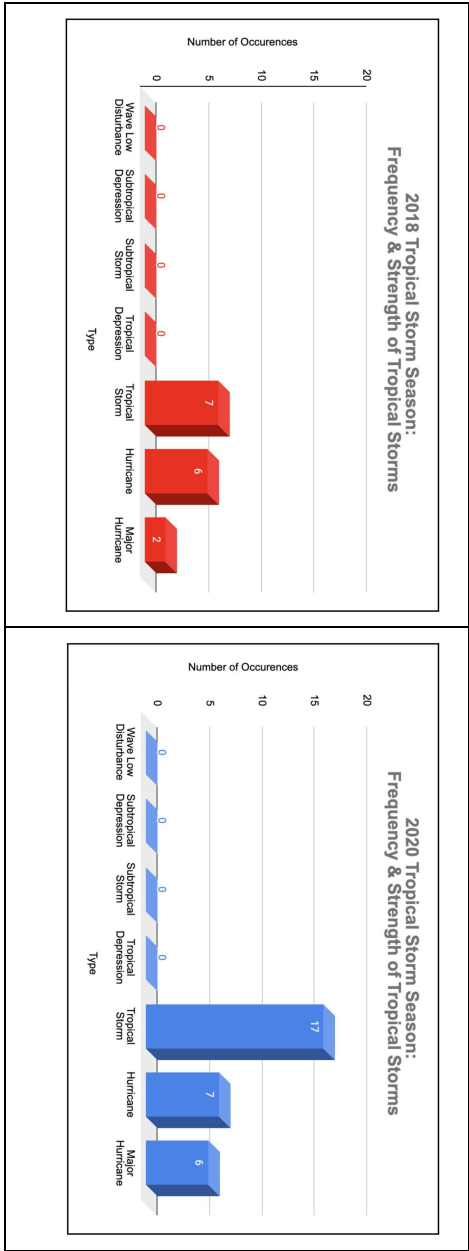 2018 Tropical Storm Season:
Frequency & Strength of Tropical Storms
Number of Occurences
20
15
10
5
0
0
0
0
0
7
6
2
Wave Low
Disturbance
Subtropical
Depression
Subtropical
Storm
Tropical
Depression
Tropical
Storm
Hurricane
Major
Hurricane
Type
2020 Tropical Storm Season:
Frequency & Strength of Tropical Storms
Number of Occurences
20
15
10
5
0
0
0
0
0
17
7
6
Wave Low
Disturbance
Subtropical
Depression
Subtropical
Storm
Tropical
Depression
Tropical
Storm
Hurricane
Major
Hurricane
Type